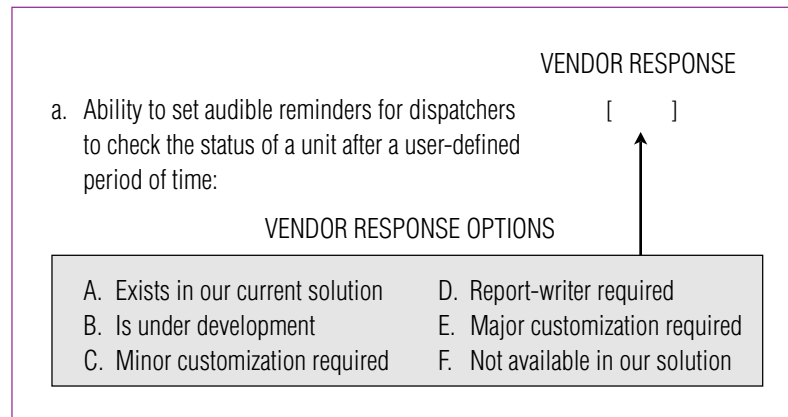 VENDOR RESPONSE
a. Ability to set audible reminders for dispatchers [ ]
to check the status of a unit after a user-defined
period of time:
VENDOR RESPONSE OPTIONS
A. Exists in our current solution D. Report-writer required
B. Is under development E. Major customization required
C. Minor customization required F. Not available in our solution